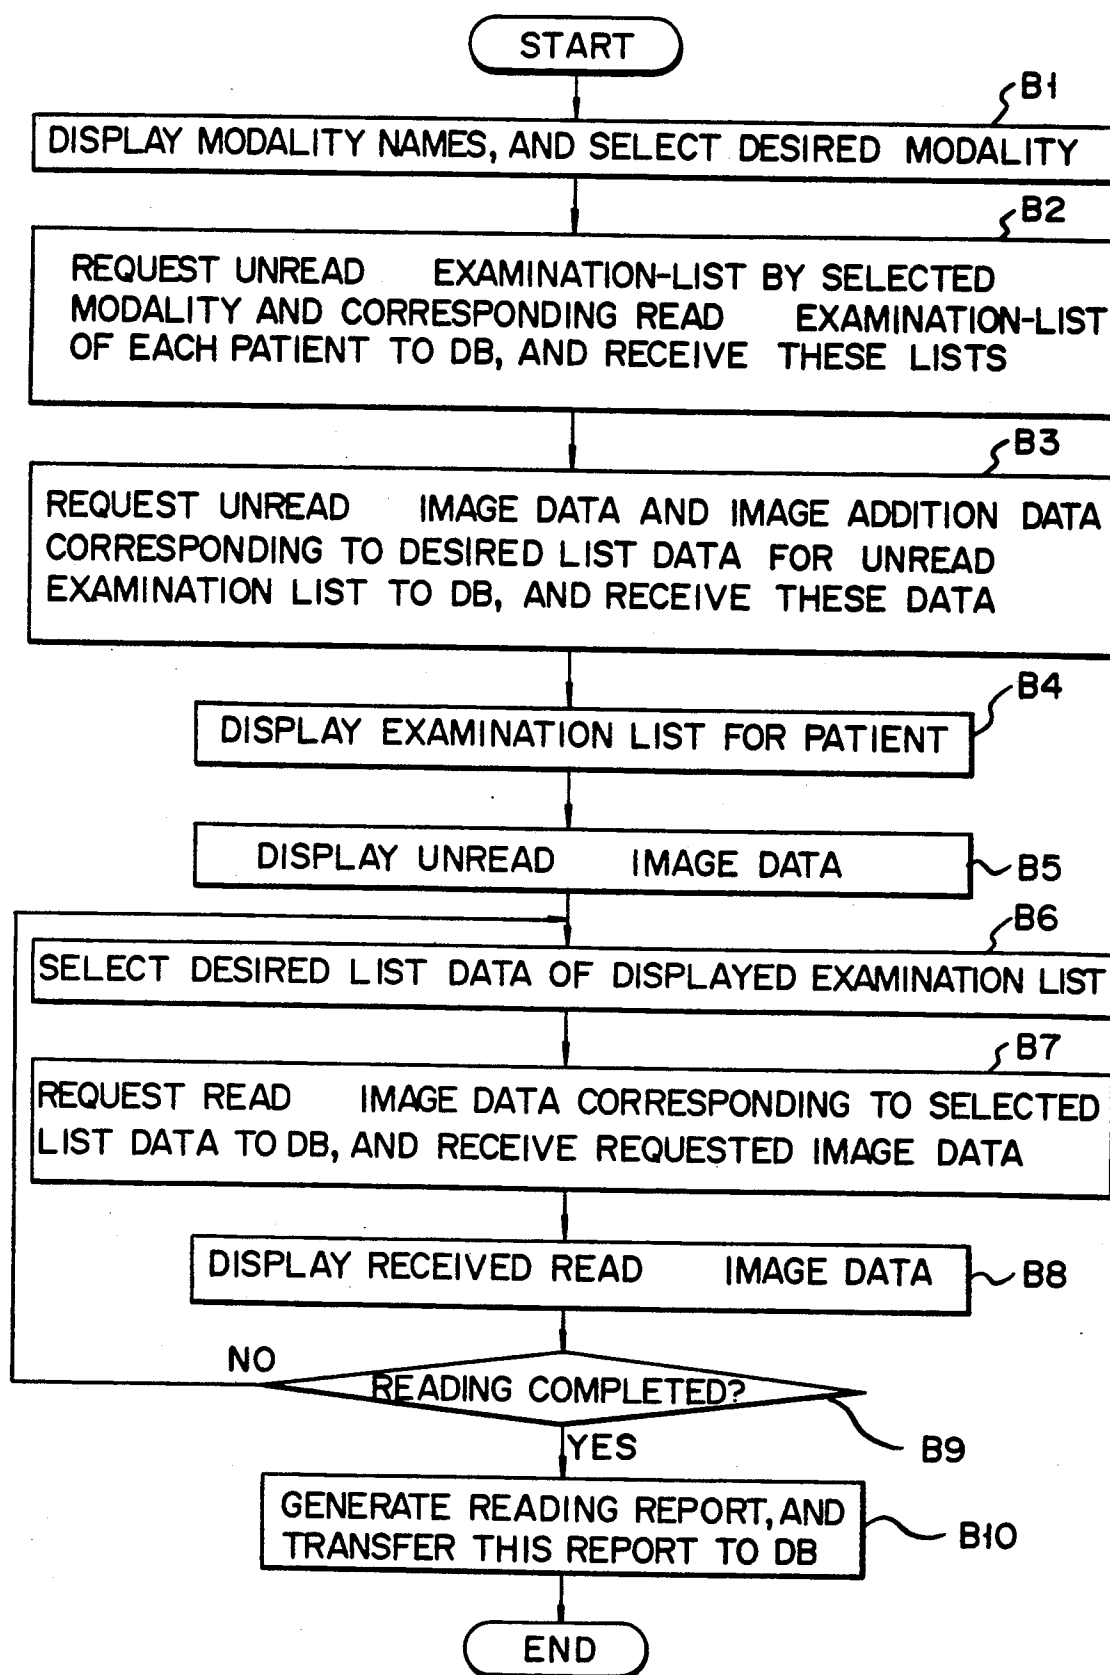 START
B1
DISPLAY MODALITY NAMES, AND SELECT DESIRED MODALITY
B2
REQUEST UNREAD EXAMINATION-LIST BY SELECTED
MODALITY AND CORRESPONDING READ EXAMINATION-LIST
OF EACH PATIENT TO DB, AND RECEIVE THESE LISTS
B3
REQUEST UNREAD IMAGE DATA AND IMAGE ADDITION DATA
CORRESPONDING TO DESIRED LIST DATA FOR UNREAD
EXAMINATION LIST TO DB, AND RECEIVE THESE DATA
B4
DISPLAY EXAMINATION LIST FOR PATIENT
DISPLAY UNREAD IMAGE DATA
B5
B6
SELECT DESIRED LIST DATA OF DISPLAYED EXAMINATION LIST
B7
REQUEST READ IMAGE DATA CORRESPONDING TO SELECTED
LIST DATA TO DB, AND RECEIVE REQUESTED IMAGE DATA
DISPLAY RECEIVED READ IMAGE DATA
B8
NO
READING COMPLETED?
B9
YES
GENERATE READING REPORT, AND
TRANSFER THIS REPORT TO DB
B10
END